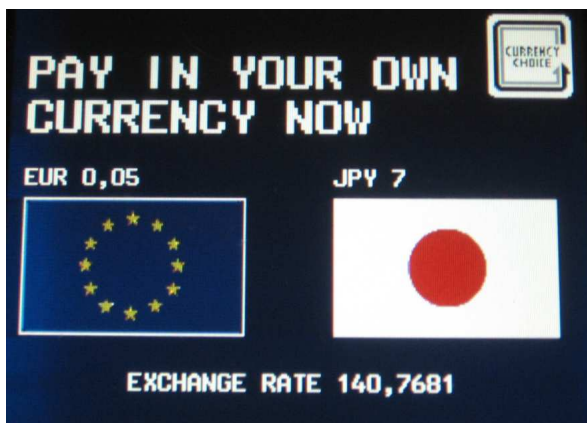 CURRENCY
CHOICE
PAY IN YOUR OWN
CURRENCY NOW
EUR 0,05
JPY 7
EXCHANGE RATE 140,7681